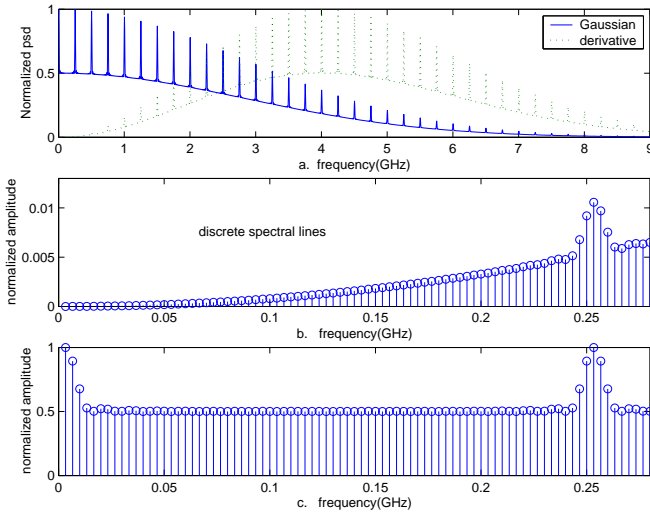 1
0.5
0
Normalized psd
Gaussian
derivative
0 1 2 3 4 5 6 7 8 9
a. frequency(GHz)
0.01
0.005
0
normalized amplitude
discrete spectral lines
0 0.05 0.1 0.15 0.2 0.25
b. frequency(GHz)
1
0.5
0
normalized amplitude
0 0.05 0.1 0.15 0.2 0.25
c. frequency(GHz)